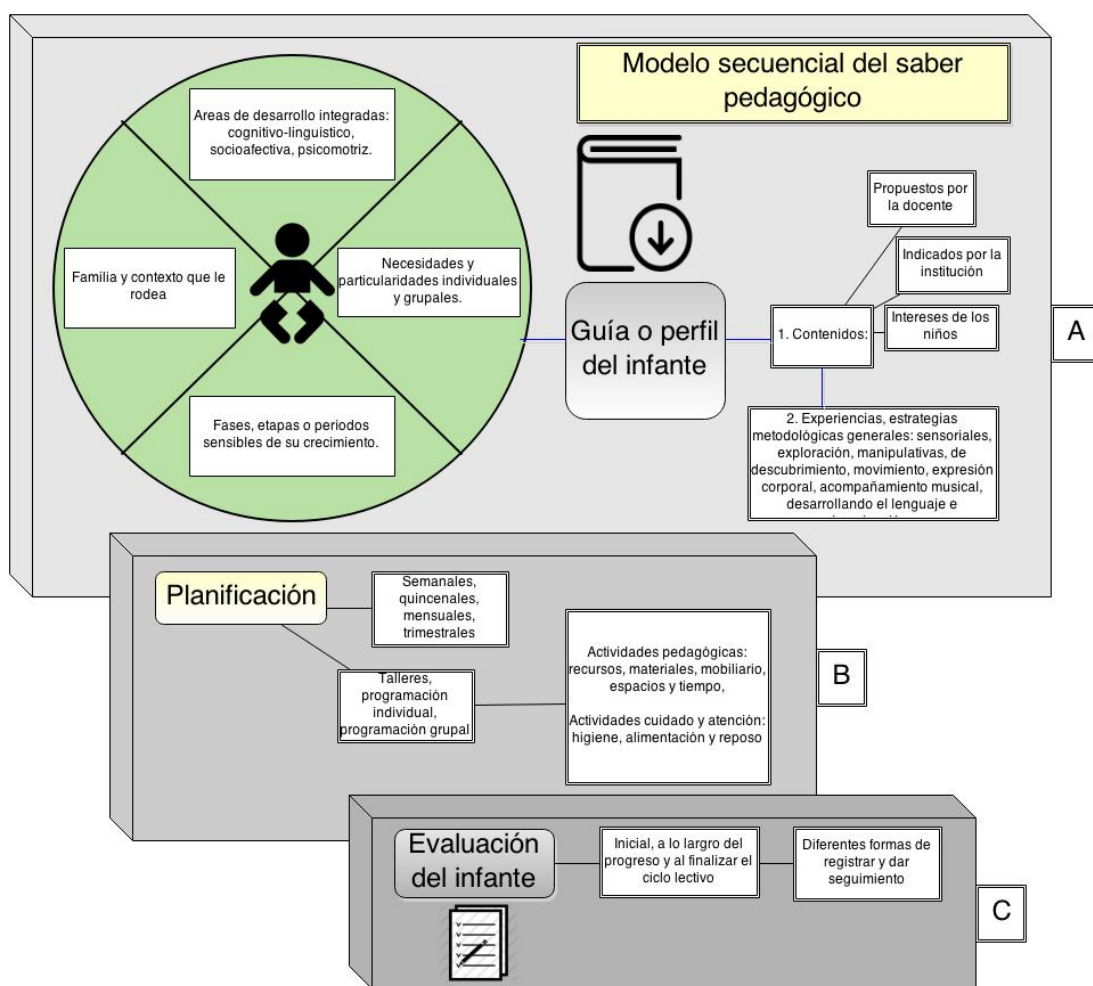 Modelo secuencial del saber
pedagógico
Areas de desarrollo integradas:
cognitivo-linguístico,
socioafectiva, psicomotriz.
Familia y contexto que le
rodea
Necesidades y
particularidades individuales
y grupales.
Fases, etapas o periodos
sensibles de su crecimiento.
Guía o perfil
del infante
1. Contenidos:
Propuestos por
la docente
Indicados por la
institución
Intereses de los
niños
2. Experiencias, estrategias
metodológicas generales: sensoriales,
exploración, manipulativas, de
descubrimiento, movimiento, expresión
corporal, acompañamiento musical,
desarrollando el lenguaje e
A
Planificación
Semanales,
quincenales,
mensuales,
trimestrales
Talleres,
programación
individual,
programación grupal
Actividades pedagógicas:
recursos, materiales, mobiliario,
espacios y tiempo,
Actividades cuidado y atención:
higiene, alimentación y reposo
B
Evaluación
del infante
Inicial, a lo largro del
progreso y al finalizar el
ciclo lectivo
Diferentes formas de
registrar y dar
seguimiento
C